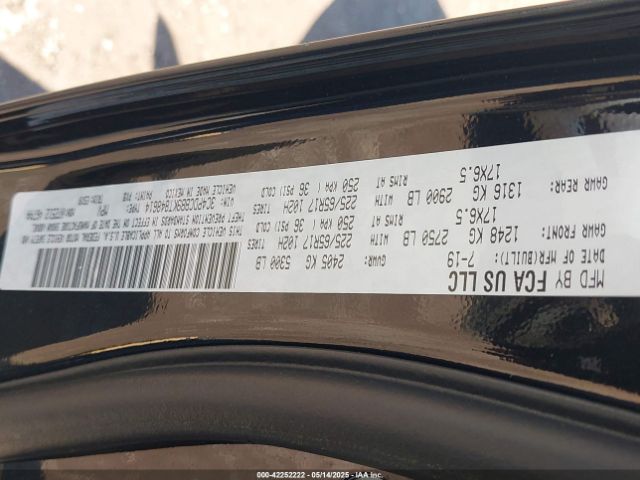 MFD BY FCA US LLC
DATE OF MFR(BUILT): 7-19
GVWR: 2405 KG 5300 LB
GAWR FRONT: 1248 KG 2750 LB WITH 225/65R17 102H TIRES
17X6.5 RIMS AT 250 KPA ( 36 PSI) COLD
GAWR REAR: 1316 KG 2900 LB WITH 225/65R17 102H TIRES
17X6.5 RIMS AT 250 KPA ( 36 PSI) COLD
THIS VEHICLE CONFORMS TO ALL APPLICABLE U.S.A. FEDERAL MOTOR VEHICLE SAFETY AND
THEFT PREVENTION STANDARDS IN EFFECT ON THE DATE OF MANUFACTURE SHOWN ABOVE.
TYPE: MPV
VEHICLE MADE IN MEXICO PAINT:
00-42252222 05/14/2025 IAA